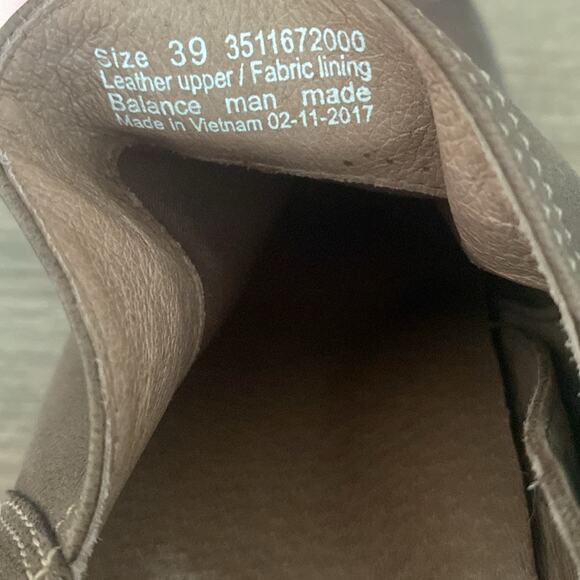 Size 39 3511672000
Leather upper / Fabric lining
Balance man made
Made in Vietnam 02-11-2017